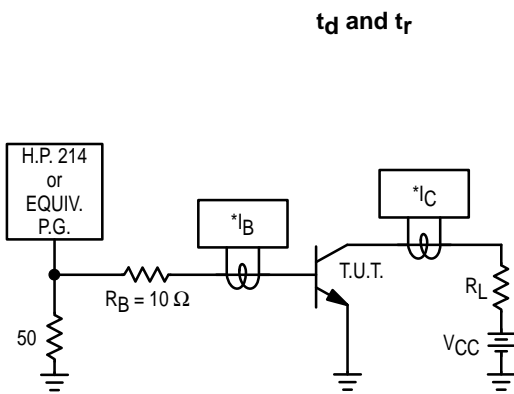 td and tr
H.P. 214
or
EQUIV.
P.G.
*IB
*IC
T.U.T.
RB = 10 Ω
RL
50
VCC